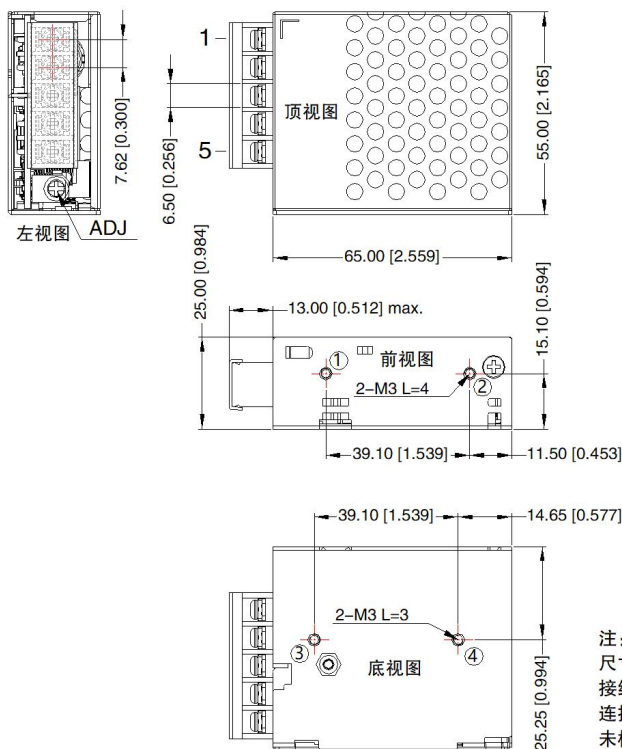 1
5
顶视图
7.62 [0.300]
6.50 [0.256]
55.00 [2.165]
左视图
ADJ
65.00 [2.559]
25.00 [0.984]
13.00 [0.512] max.
15.10 [0.594]
①
前视图
2-M3 L=4
②
39.10 [1.539]
11.50 [0.453]
39.10 [1.539]
14.65 [0.577]
2-M3 L=3
③
④
底视图
25.25 [0.994]
注:
尺寸
连接
未标